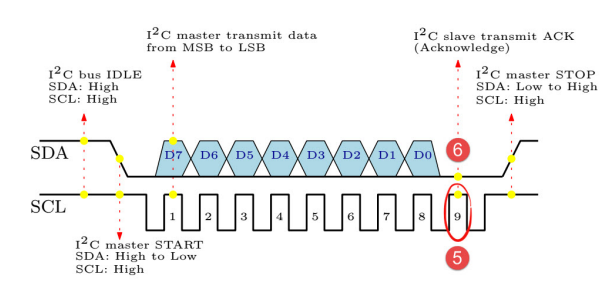 I²C master transmit data
from MSB to LSB
I²C slave transmit ACK
(Acknowledge)
I²C bus IDLE
SDA: High
SCL: High
I²C master STOP
SDA: Low to High
SCL: High
SDA
D7 D6 D5 D4 D3 D2 D1 D0
6
SCL
1 2 3 4 5 6 7 8 9
I²C master START
SDA: High to Low
SCL: High
5